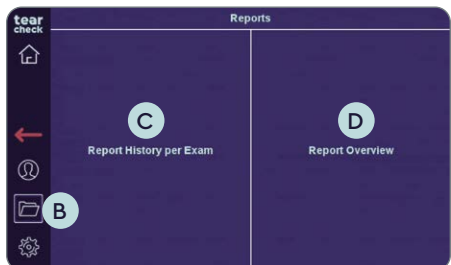 tear
check
Reports
C
D
Report History per Exam
Report Overview
B